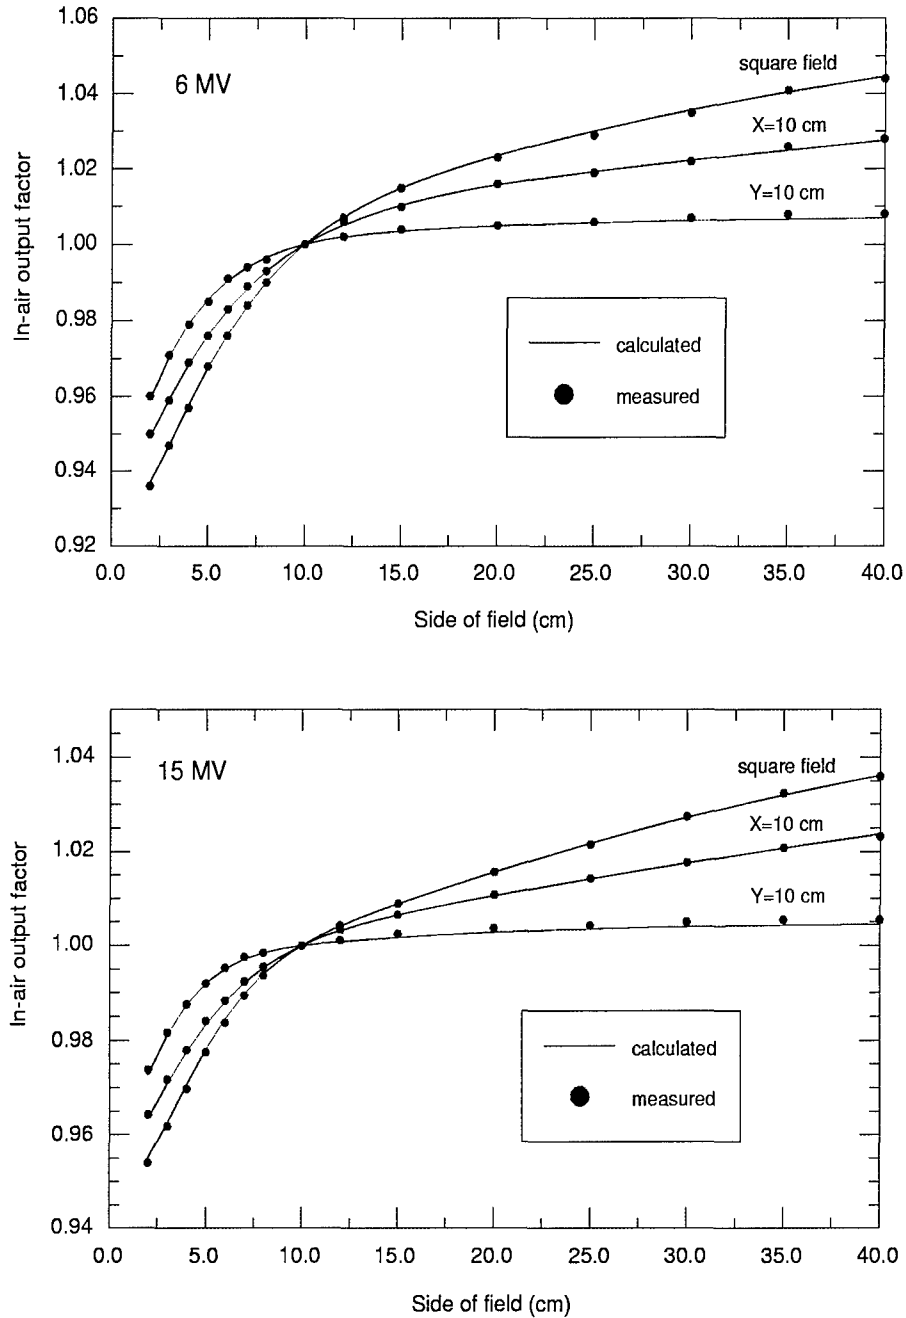 1.06
1.04
1.02
1.00
0.98
0.96
0.94
0.92
In-air output factor
6 MV
square field
X=10 cm
Y=10 cm
calculated
measured
0.0 5.0 10.0 15.0 20.0 25.0 30.0 35.0 40.0
Side of field (cm)
1.04
1.02
1.00
0.98
0.96
0.94
In-air output factor
15 MV
square field
X=10 cm
Y=10 cm
calculated
measured
0.0 5.0 10.0 15.0 20.0 25.0 30.0 35.0 40.0
Side of field (cm)